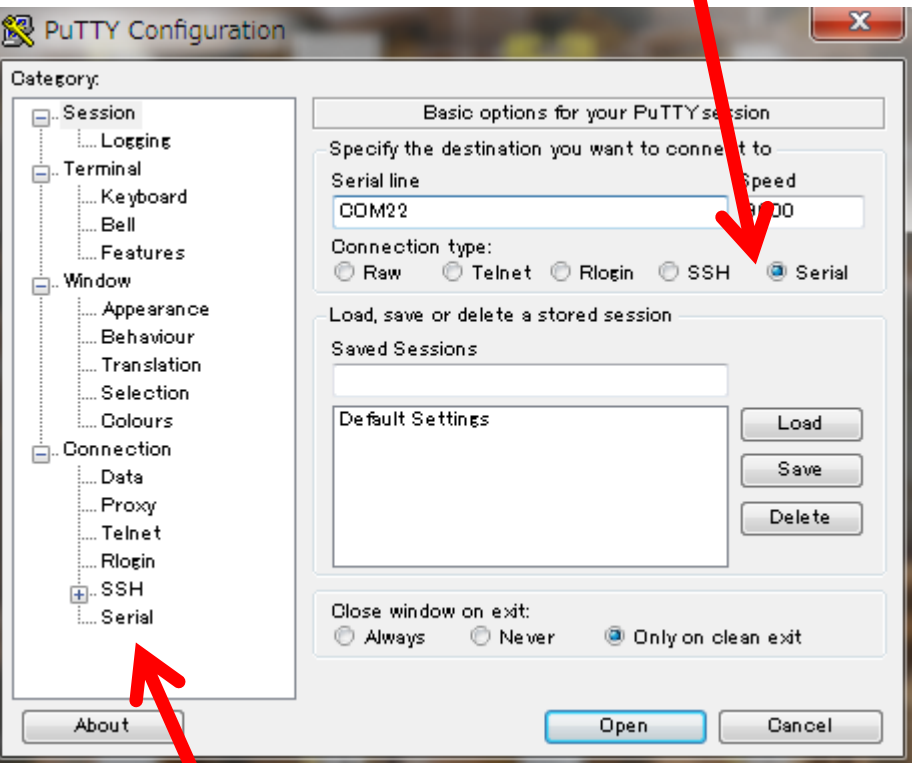 PuTTY Configuration
x
Category:
Session
Logging
Terminal
Keyboard
Bell
Features
Window
Appearance
Behaviour
Translation
Selection
Colours
Connection
Data
Proxy
Telnet
Rlogin
SSH
Serial
Basic options for your PuTTY session
Specify the destination you want to connect to
Serial line Speed
COM22
Connection type:
Raw Telnet Rlogin SSH Serial
Load, save or delete a stored session
Saved Sessions
Default Settings
Load
Save
Delete
Close window on exit:
Always Never Only on clean exit
About Open Cancel